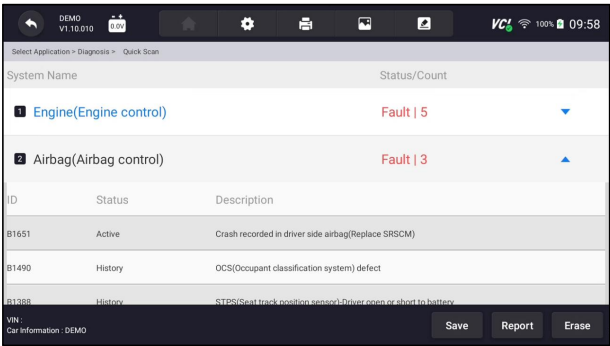 DEMO
V1.10.010
0.0V
VC! 100% 09:58
Select Application > Diagnosis > Quick Scan
System Name Status/Count
1 Engine(Engine control) Fault | 5
2 Airbag(Airbag control) Fault | 3
ID Status Description
B1651 Active Crash recorded in driver side airbag(Replace SRSCM)
B1490 History OCS(Occupant classification system) defect
B1388 History STPS(Seat track position sensor)-Driver open or short to battery
VIN :
Car Information : DEMO
Save Report Erase